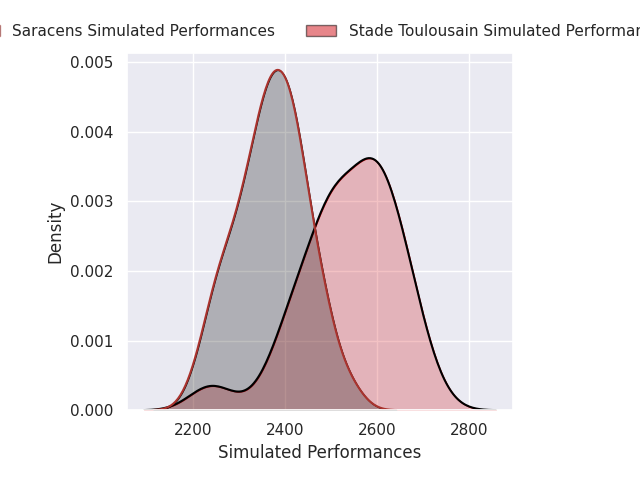 Saracens Simulated Performances Stade Toulousain Simulated Performan
0.005
0.004
0.003
0.002
0.001
0.000
Density
2200 2400 2600 2800
Simulated Performances